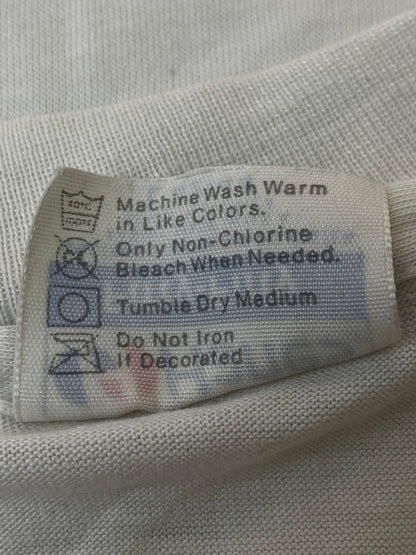 Machine Wash Warm
in Like Colors.
Only Non-Chlorine
Bleach When Needed.
Tumble Dry Medium
Do Not Iron
If Decorated